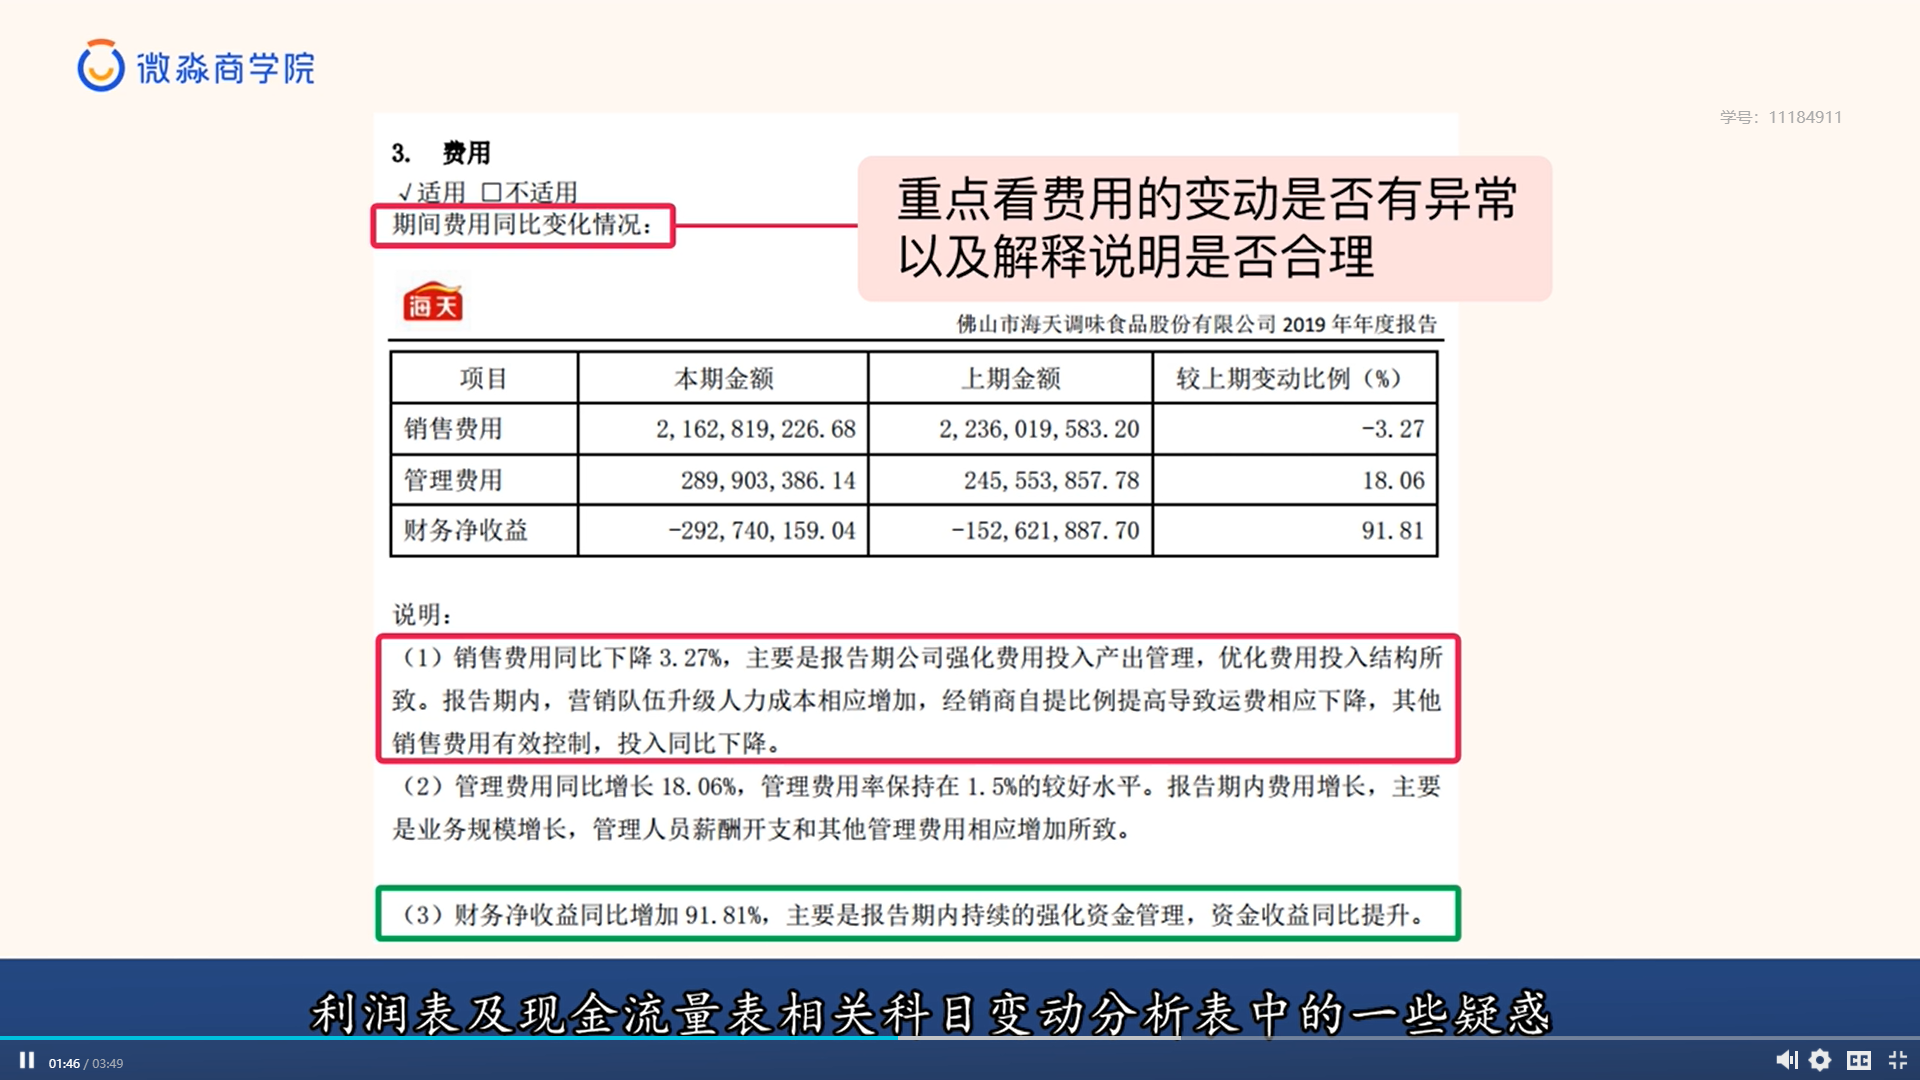 微淼商学院
学号：11184911
3. 费用
√适用 □不适用
期间费用同比变化情况：
重点看费用的变动是否有异常
以及解释说明是否合理
海天
佛山市海天调味食品股份有限公司 2019 年年度报告
项目 本期金额 上期金额 较上期变动比例（%）
销售费用 2,162,819,226.68 2,236,019,583.20 -3.27
管理费用 289,903,386.14 245,553,857.78 18.06
财务净收益 -292,740,159.04 -152,621,887.70 91.81
说明：
（1）销售费用同比下降 3.27%，主要是报告期公司强化费用投入产出管理，优化费用投入结构所
致。报告期内，营销队伍升级人力成本相应增加，经销商自提比例提高导致运费相应下降，其他
销售费用有效控制，投入同比下降。
（2）管理费用同比增长 18.06%，管理费用率保持在 1.5%的较好水平。报告期内费用增长，主要
是业务规模增长，管理人员薪酬开支和其他管理费用相应增加所致。
（3）财务净收益同比增加 91.81%，主要是报告期内持续的强化资金管理，资金收益同比提升。
利润表及现金流量表相关科目变动分析表中的一些疑惑
01:46 / 03:49
CC